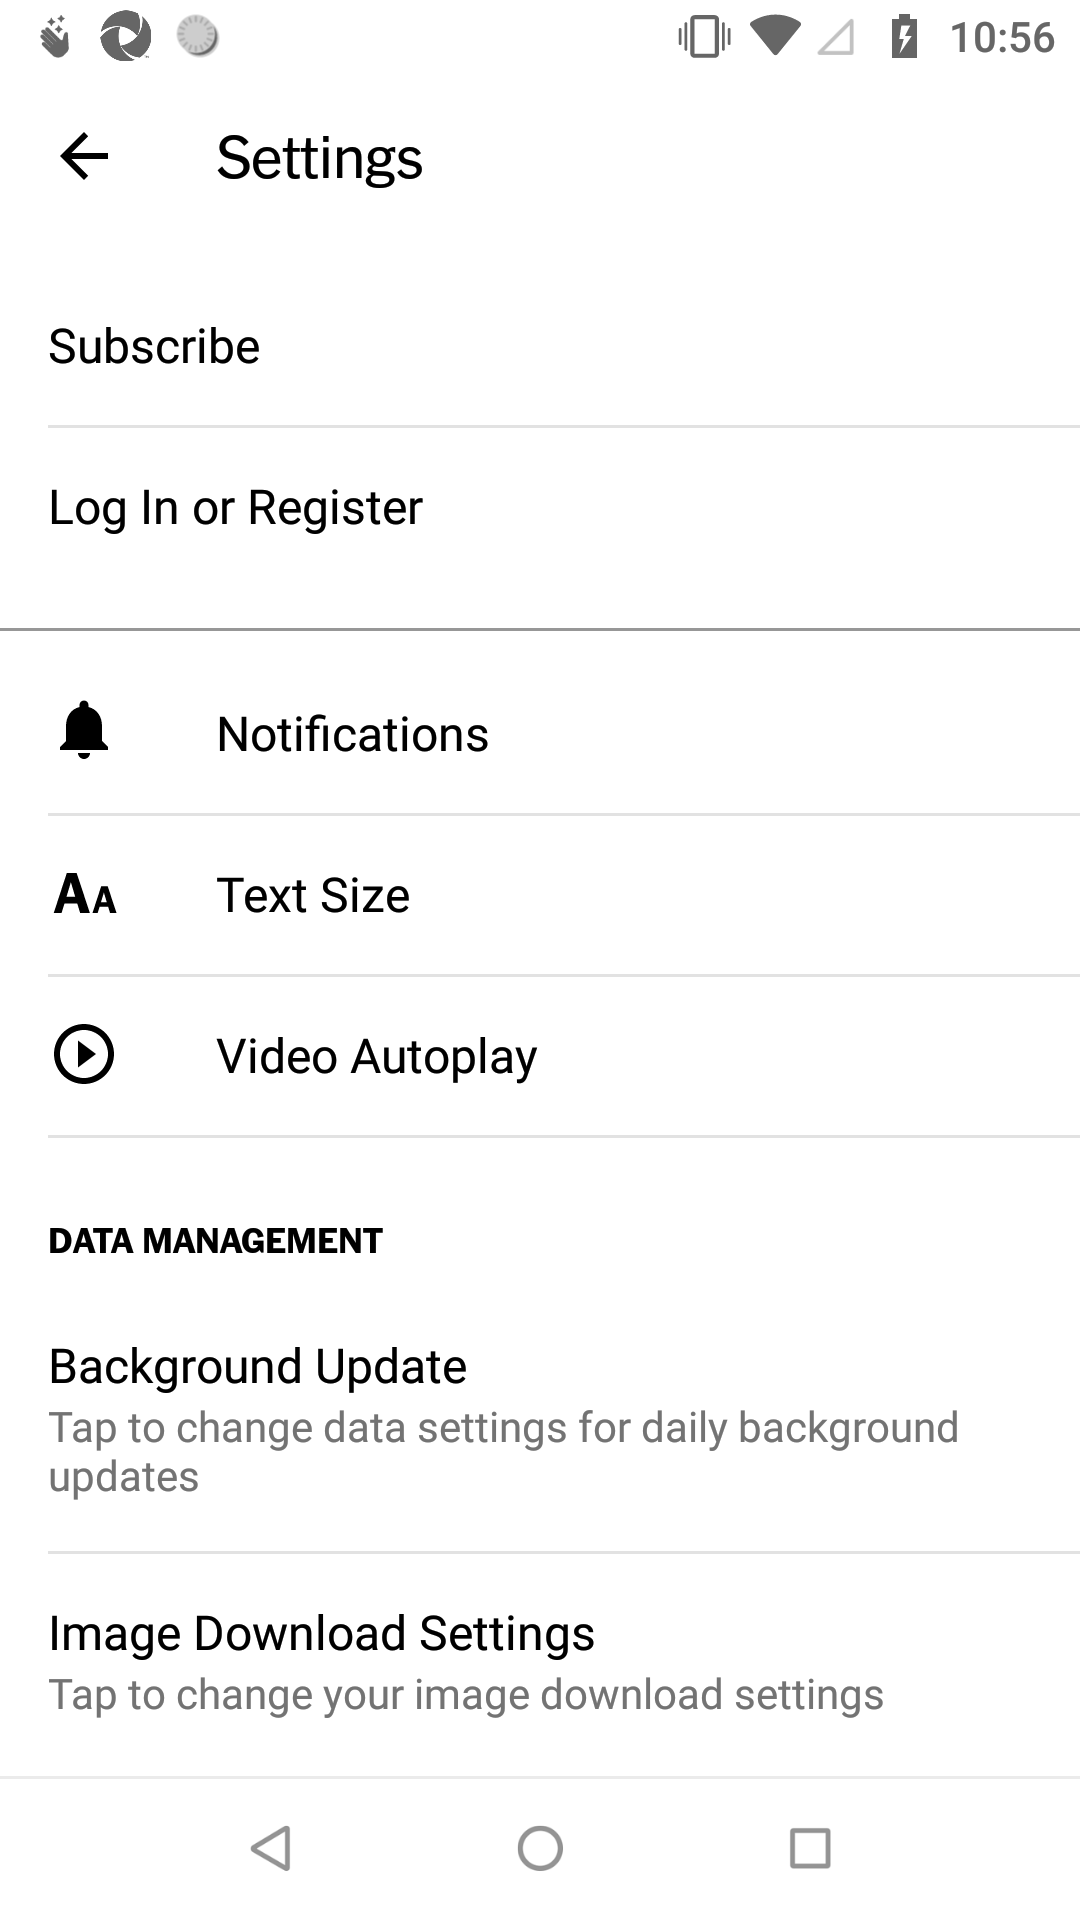 10:56
Settings
Subscribe
Log In or Register
Notifications
AA Text Size
Video Autoplay
DATA MANAGEMENT
Background Update
Tap to change data settings for daily background
updates
Image Download Settings
Tap to change your image download settings